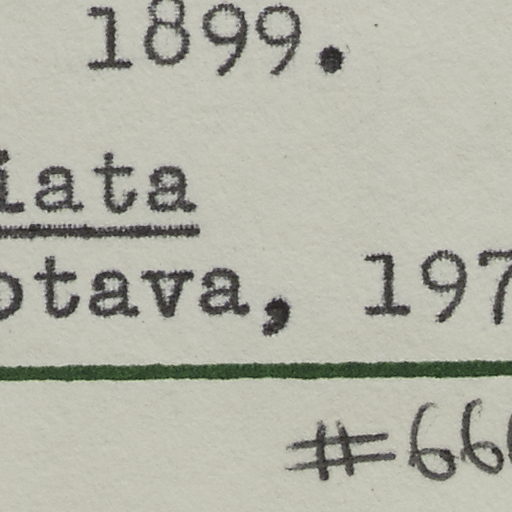 1899.
iata
otava, 197
#66